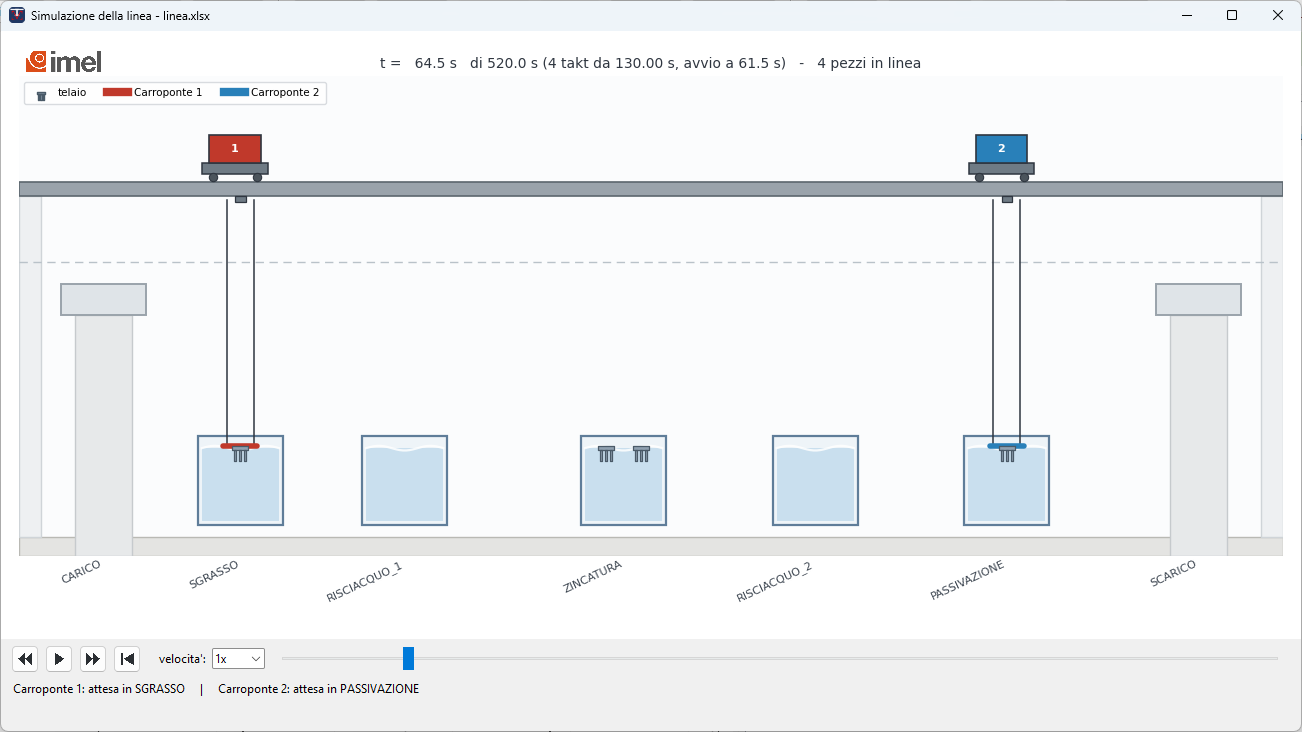 Simulazione della linea - linea.xlsx
imel
t = 64.5 s di 520.0 s (4 takt da 130.00 s, avvio a 61.5 s) - 4 pezzi in linea
telaio Carroponte 1 Carroponte 2
1 2
CARICO SGRASSO RISCIACQUO_1 ZINCATURA RISCIACQUO_2 PASSIVAZIONE SCARICO
velocita': 1x
Carroponte 1: attesa in SGRASSO | Carroponte 2: attesa in PASSIVAZIONE